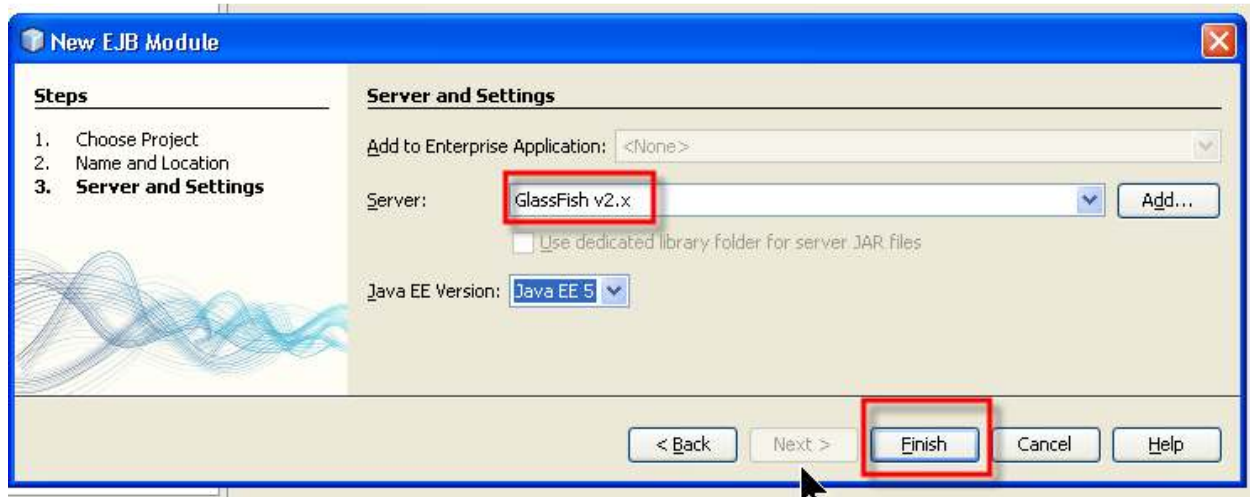 New EJB Module
Steps
1. Choose Project
2. Name and Location
3. Server and Settings
Server and Settings
Add to Enterprise Application: <None>
Server: GlassFish v2.x Add...
Use dedicated library folder for server JAR files
Java EE Version: Java EE 5
< Back Next > Finish Cancel Help